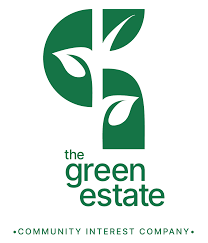 the
green
estate
•COMMUNITY INTEREST COMPANY•